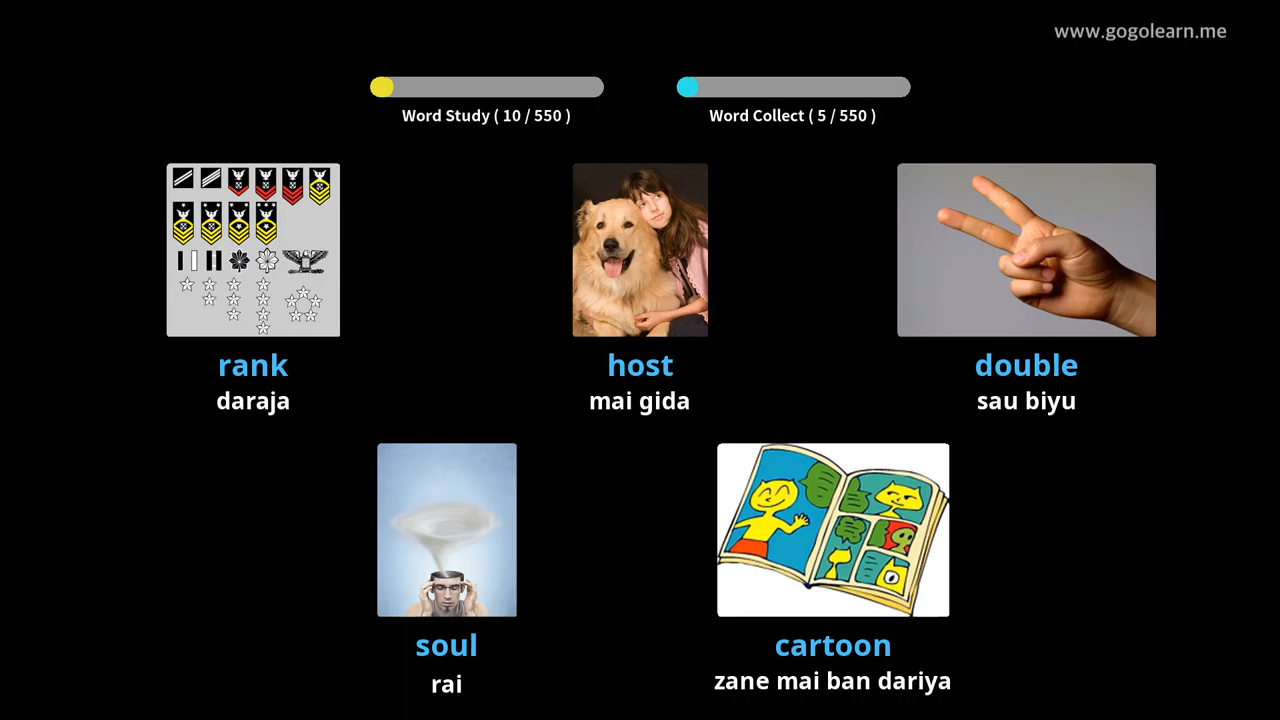 www.gogolearn.me
Word Study ( 10 / 550 )
Word Collect ( 5 / 550 )
rank
daraja
host
mai gida
double
sau biyu
soul
rai
cartoon
zane mai ban dariya